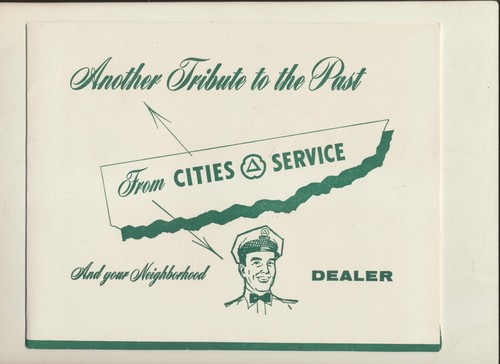 Another Tribute to the Past
From CITIES SERVICE
And your Neighborhood DEALER